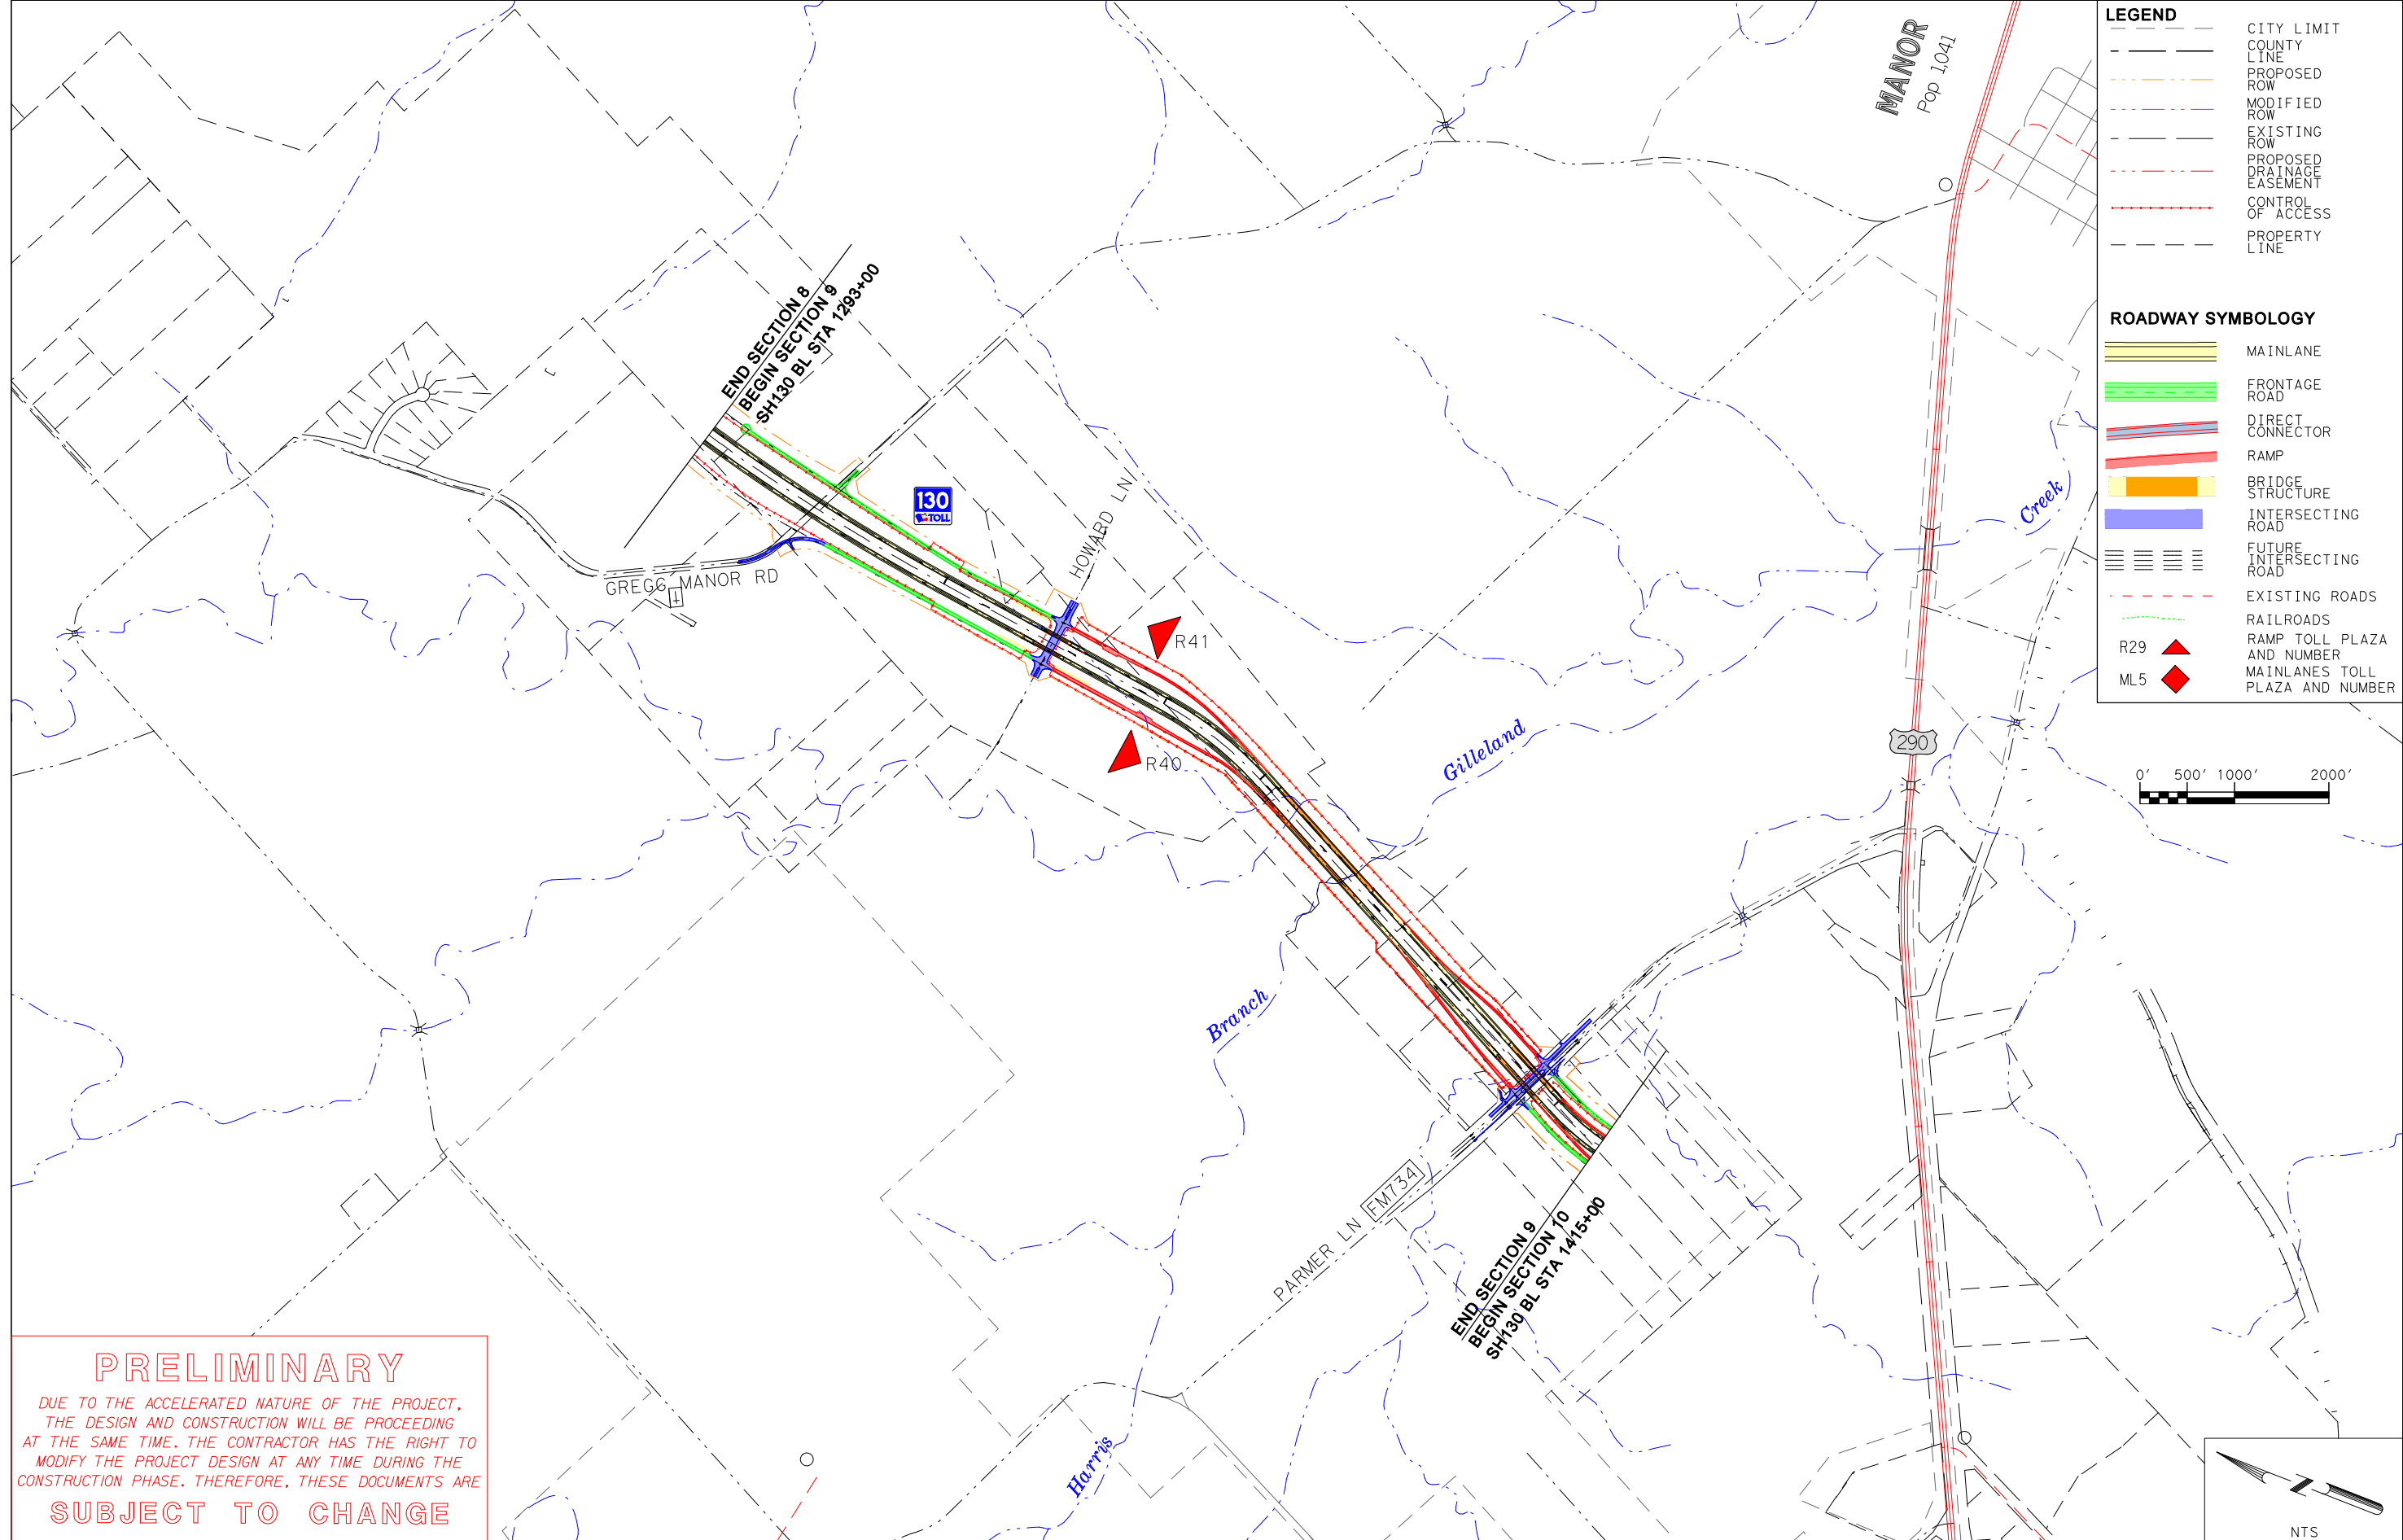 MANOR
Pop 1,041
LEGEND
CITY LIMIT
COUNTY
LINE
PROPOSED
ROW
MODIFIED
ROW
EXISTING
ROW
PROPOSED
DRAINAGE
EASEMENT
CONTROL
OF ACCESS
PROPERTY
LINE
ROADWAY SYMBOLOGY
MAINLANE
FRONTAGE
ROAD
DIRECT
CONNECTOR
RAMP
BRIDGE
STRUCTURE
INTERSECTING
ROAD
FUTURE
INTERSECTING
ROAD
EXISTING ROADS
RAILROADS
R29
RAMP TOLL PLAZA
AND NUMBER
ML5
MAINLANES TOLL
PLAZA AND NUMBER
0' 500' 1000' 2000'
END SECTION 8
BEGIN SECTION 9
SH130 BL STA 1293+00
130
TOLL
HOWARD LN
GREGG MANOR RD
R41
R40
Creek
Gilleland
290
Branch
PARMER LN
FM734
END SECTION 9
BEGIN SECTION 10
SH130 BL STA 1415+00
Harris
PRELIMINARY
DUE TO THE ACCELERATED NATURE OF THE PROJECT,
THE DESIGN AND CONSTRUCTION WILL BE PROCEEDING
AT THE SAME TIME. THE CONTRACTOR HAS THE RIGHT TO
MODIFY THE PROJECT DESIGN AT ANY TIME DURING THE
CONSTRUCTION PHASE. THEREFORE, THESE DOCUMENTS ARE
SUBJECT TO CHANGE
Z
NTS